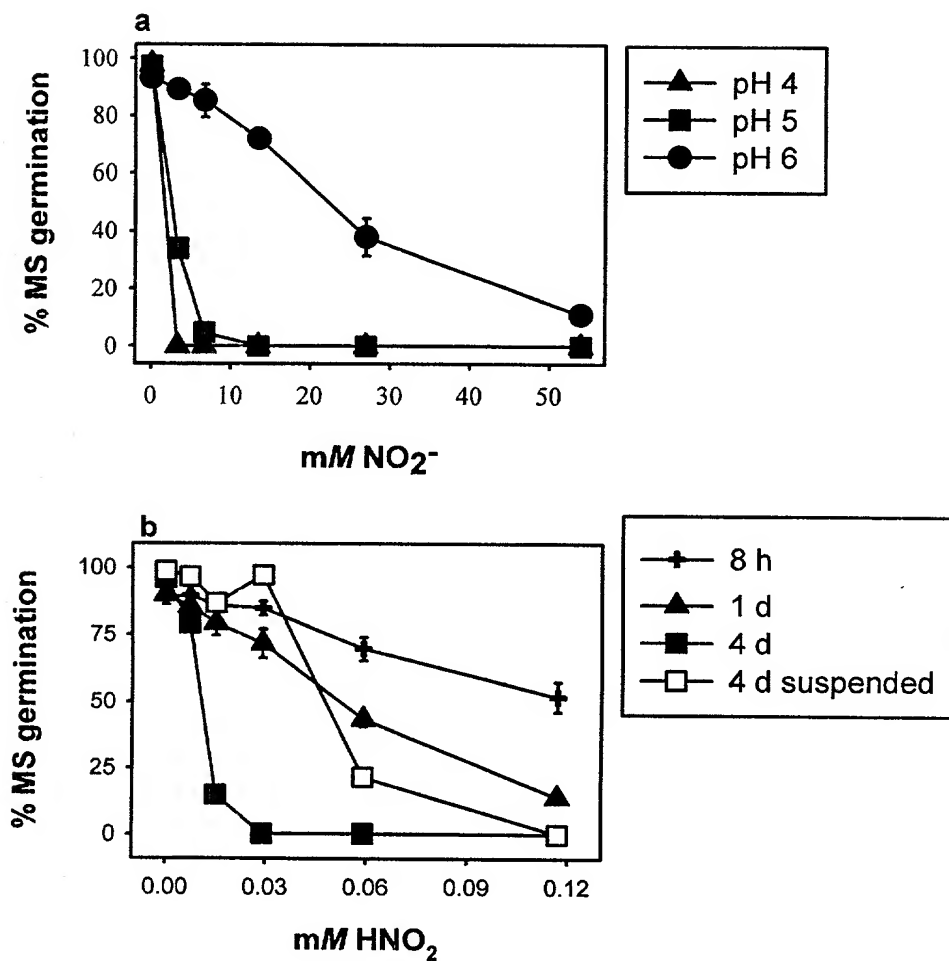 a
% MS germination
100
80
60
40
20
0
0 10 20 30 40 50
mM NO₂⁻
pH 4
pH 5
pH 6
b
% MS germination
100
75
50
25
0
0.00 0.03 0.06 0.09 0.12
mM HNO₂
8 h
1 d
4 d
4 d suspended